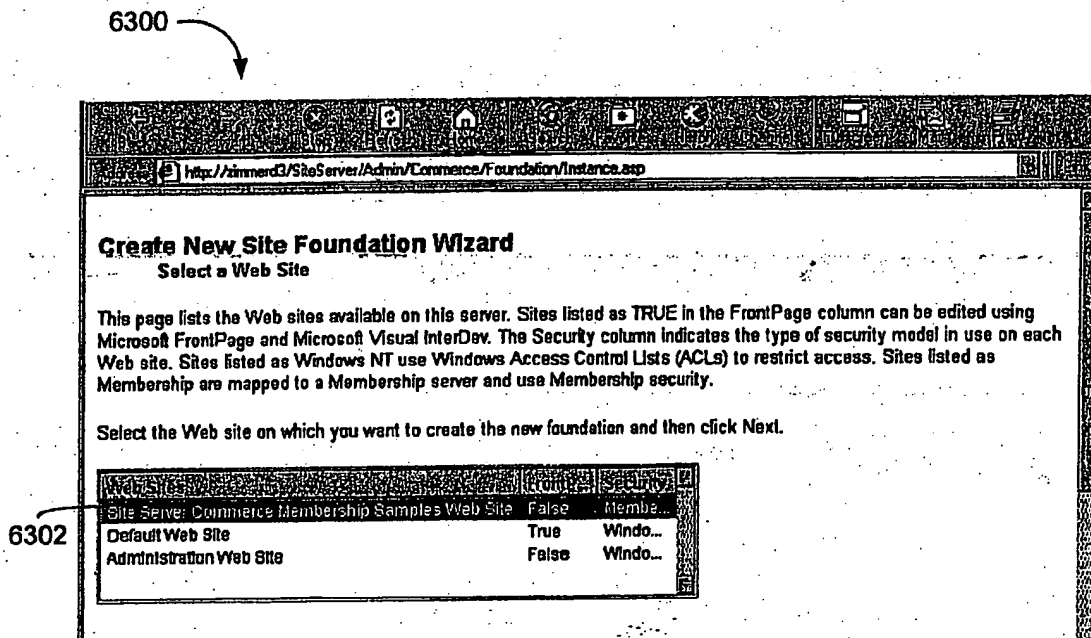 6300
http://zimmerd3/SiteServer/Admin/Commerce/Foundation/Instance.asp
Create New Site Foundation Wizard
Select a Web Site
This page lists the Web sites available on this server. Sites listed as TRUE in the FrontPage column can be edited using
Microsoft FrontPage and Microsoft Visual InterDev. The Security column indicates the type of security model in use on each
Web site. Sites listed as Windows NT use Windows Access Control Lists (ACLs) to restrict access. Sites listed as
Membership are mapped to a Membership server and use Membership security.
Select the Web site on which you want to create the new foundation and then click Next.
Web Sites Security
Site Server Commerce Membership Samples Web Site False Membe...
6302
Default Web Site True Windo...
Administration Web Site False Windo...